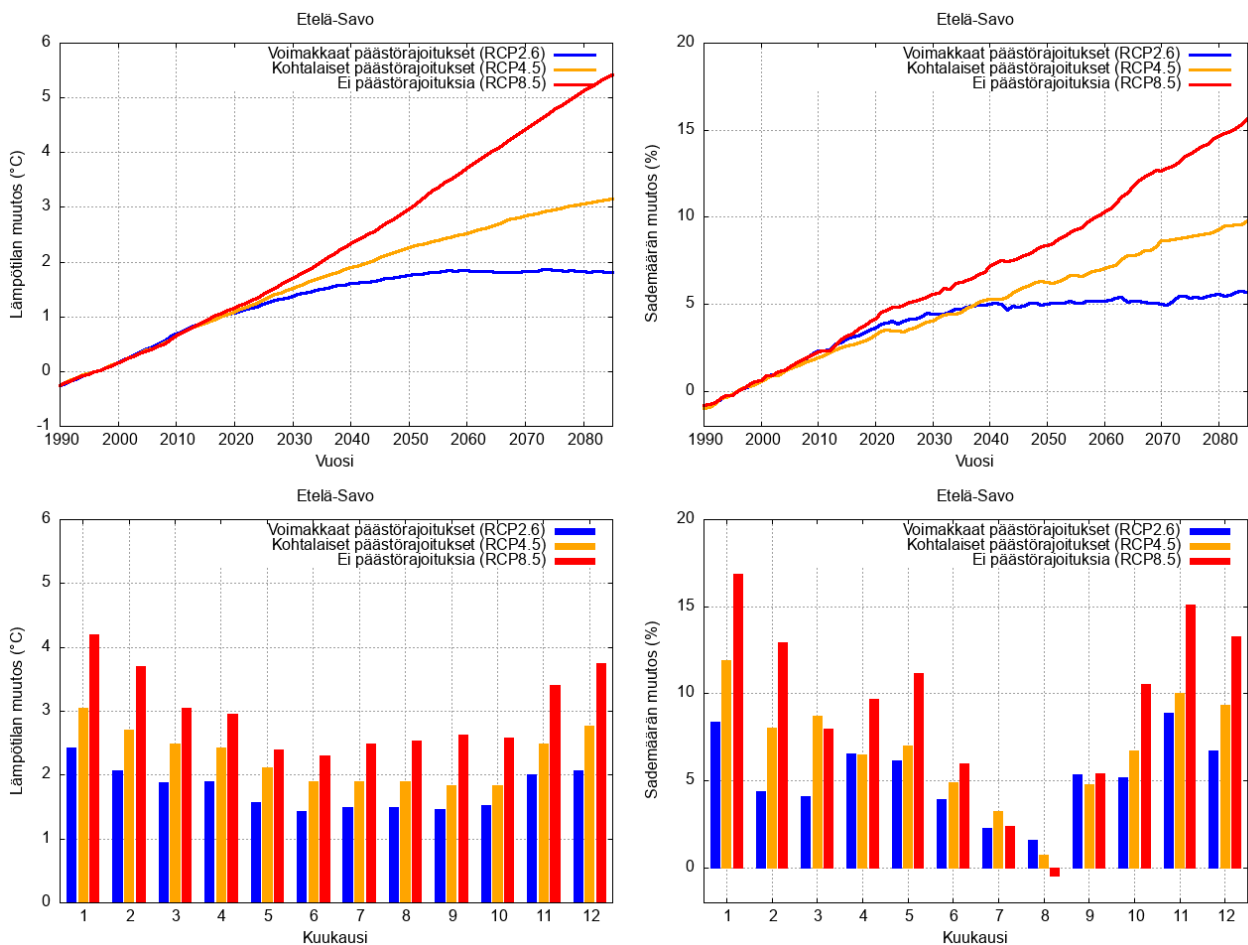 Etelä-Savo
Lämpötilan muutos (°C)
6
5
4
3
2
1
0
-1
Voimakkaat päästörajoitukset (RCP2.6)
Kohtalaiset päästörajoitukset (RCP4.5)
Ei päästörajoituksia (RCP8.5)
1990 2000 2010 2020 2030 2040 2050 2060 2070 2080
Vuosi
Etelä-Savo
Sademäärän muutos (%)
20
15
10
5
0
Voimakkaat päästörajoitukset (RCP2.6)
Kohtalaiset päästörajoitukset (RCP4.5)
Ei päästörajoituksia (RCP8.5)
1990 2000 2010 2020 2030 2040 2050 2060 2070 2080
Vuosi
Etelä-Savo
Lämpötilan muutos (°C)
6
5
4
3
2
1
0
Voimakkaat päästörajoitukset (RCP2.6)
Kohtalaiset päästörajoitukset (RCP4.5)
Ei päästörajoituksia (RCP8.5)
1 2 3 4 5 6 7 8 9 10 11 12
Kuukausi
Etelä-Savo
Sademäärän muutos (%)
20
15
10
5
0
Voimakkaat päästörajoitukset (RCP2.6)
Kohtalaiset päästörajoitukset (RCP4.5)
Ei päästörajoituksia (RCP8.5)
1 2 3 4 5 6 7 8 9 10 11 12
Kuukausi